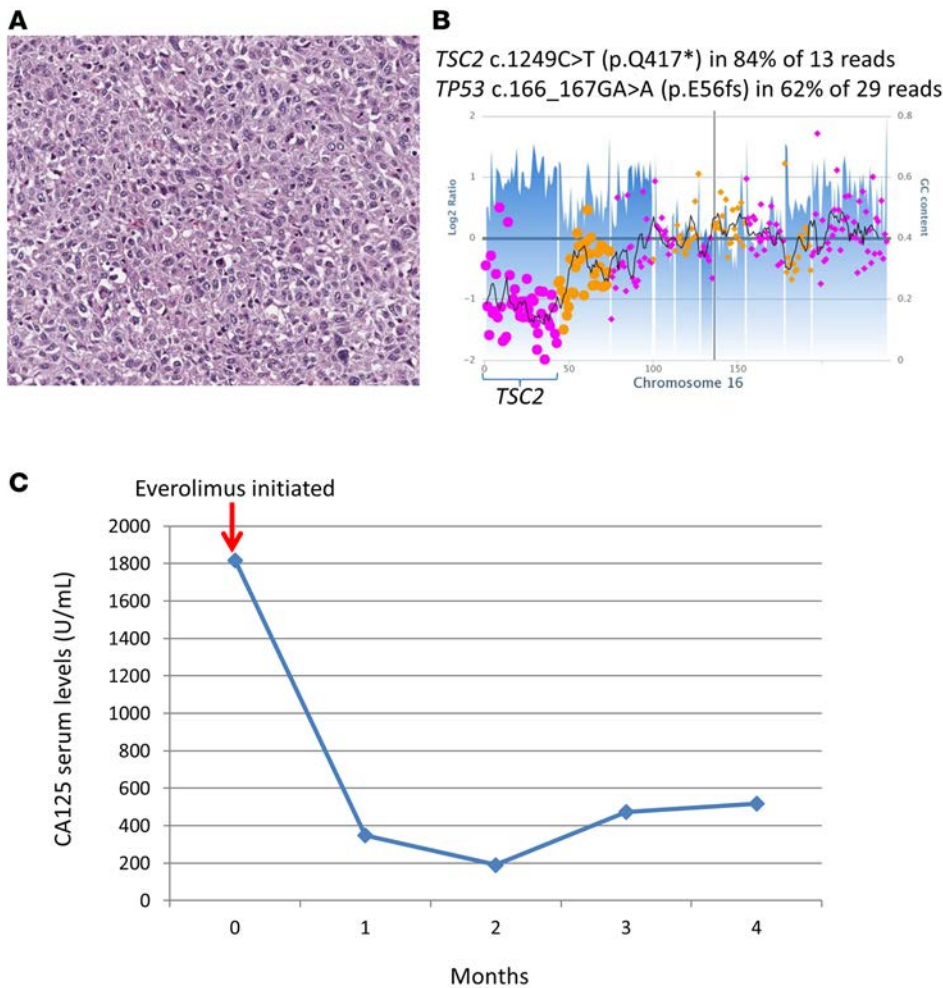 A
B
TSC2 c.1249C>T (p.Q417*) in 84% of 13 reads
TP53 c.166_167GA>A (p.E56fs) in 62% of 29 reads
2
1
0
−1
−2
Log2 Ratio
0.8
0.6
0.4
0.2
0
GC content
0
50
100
150
Chromosome 16
TSC2
C
Everolimus initiated
2000
1800
1600
1400
1200
1000
800
600
400
200
0
CA125 serum levels (U/mL)
0
1
2
3
4
Months